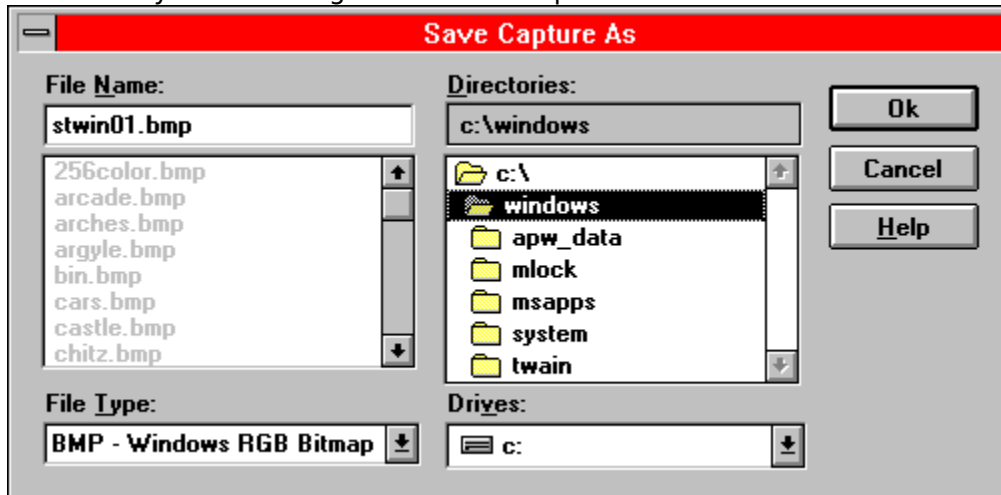 Save Capture As
File Name:
stwin01.bmp
256color.bmp
arcade.bmp
arches.bmp
argyle.bmp
bin.bmp
cars.bmp
castle.bmp
chitz.bmp
File Type:
BMP - Windows RGB Bitmap
Directories:
c:\windows
c:\
windows
apw_data
mlock
msapps
system
twain
Drives:
c:
Ok
Cancel
Help